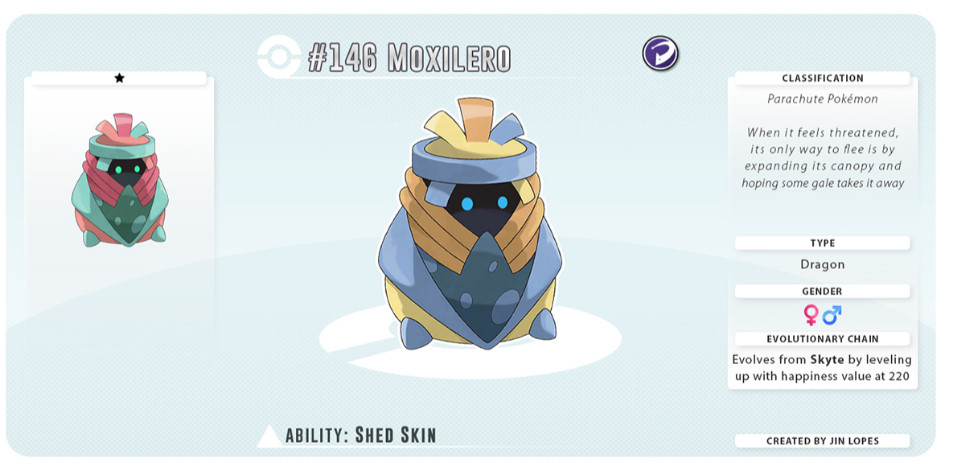 #146 Moxilero
★
CLASSIFICATION
Parachute Pokémon
When it feels threatened,
its only way to flee is by
expanding its canopy and
hoping some gale takes it away
TYPE
Dragon
GENDER
♀♂
EVOLUTIONARY CHAIN
Evolves from Skyte by leveling
up with happiness value at 220
ABILITY: SHED SKIN
CREATED BY JIN LOPES